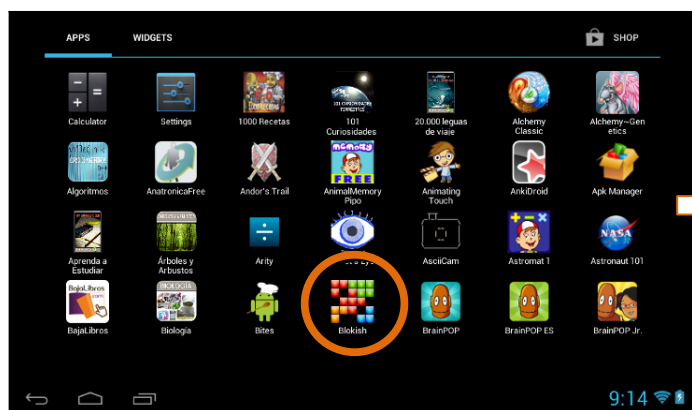 APPS WIDGETS SHOP
Calculator Settings 1000 Recetas 101 20.000 leguas Alchemy Alchemy~Gen
Curiosidades de viaje Classic etics
Algoritmos AnatronicaFree Andor's Trail AnimalMemory Animating AnkiDroid Apk Manager
Pipo Touch
Aprenda a Árboles y Arity AsciiCam Astromat 1 Astronaut 101
Estudiar Arbustos
BajaLibros Biología Bites Blokish BrainPOP BrainPOP ES BrainPOP Jr.
9:14